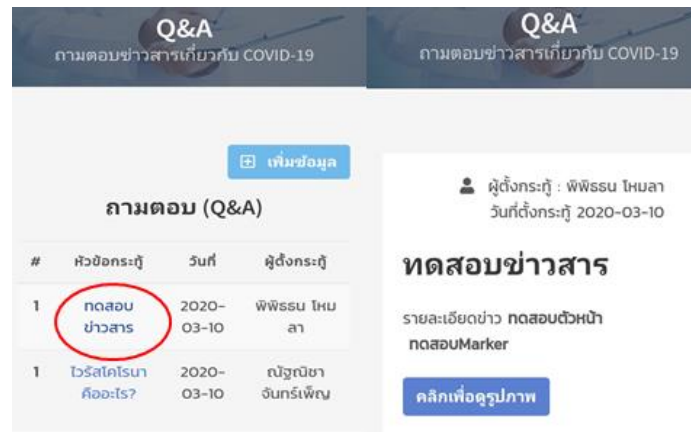 Q&A
ถามตอบข่าวสารเกี่ยวกับ COVID-19
เพิ่มข้อมูล
ถามตอบ (Q&A)
# หัวข้อกระทู้ วันที่ ผู้ตั้งกระทู้
1 ทดสอบ 2020- พิพิธธน โหม
ข่าวสาร 03-10 ลา
1 ไวรัสโคโรนา 2020- ณัฐณิชา
คืออะไร? 03-10 จันทร์เพ็ญ
Q&A
ถามตอบข่าวสารเกี่ยวกับ COVID-19
ผู้ตั้งกระทู้ : พิพิธธน โหมลา
วันที่ตั้งกระทู้ 2020-03-10
ทดสอบข่าวสาร
รายละเอียดข่าว ทดสอบตัวหน้า
ทดสอบMarker
คลิกเพื่อดูรูปภาพ